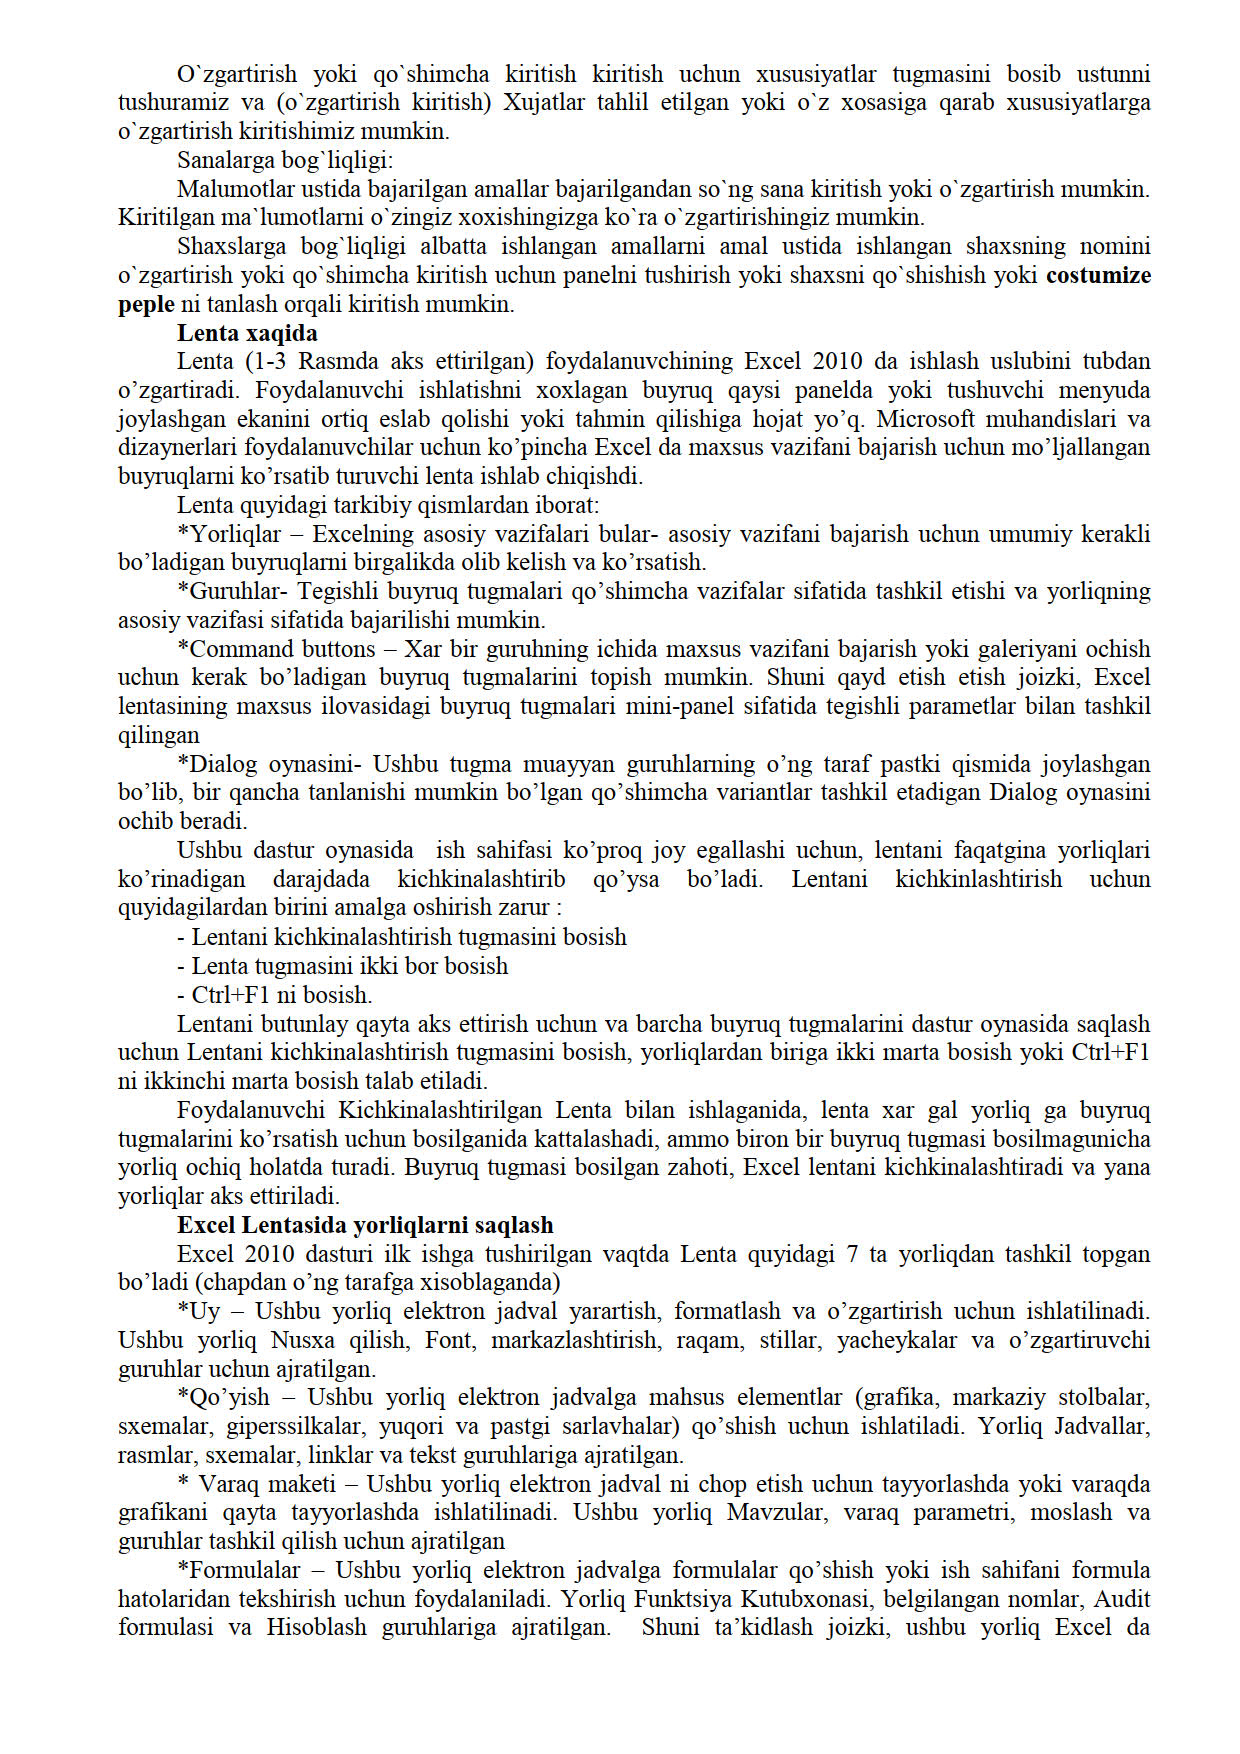 O`zgartirish yoki qo`shimcha kiritish kiritish uchun xususiyatlar tugmasini bosib ustunni
tushuramiz va (o`zgartirish kiritish) Xujatlar tahlil etilgan yoki o`z xosasiga qarab xususiyatlarga
o`zgartirish kiritishimiz mumkin.
Sanalarga bog`liqligi:
Malumotlar ustida bajarilgan amallar bajarilgandan so`ng sana kiritish yoki o`zgartirish mumkin.
Kiritilgan ma`lumotlarni o`zingiz xoxishingizga ko`ra o`zgartirishingiz mumkin.
Shaxslarga bog`liqligi albatta ishlangan amallarni amal ustida ishlangan shaxsning nomini
o`zgartirish yoki qo`shimcha kiritish uchun panelni tushirish yoki shaxsni qo`shishish yoki costumize
peple ni tanlash orqali kiritish mumkin.
Lenta xaqida
Lenta (1-3 Rasmda aks ettirilgan) foydalanuvchining Excel 2010 da ishlash uslubini tubdan
o’zgartiradi. Foydalanuvchi ishlatishni xoxlagan buyruq qaysi panelda yoki tushuvchi menyuda
joylashgan ekanini ortiq eslab qolishi yoki tahmin qilishiga hojat yo’q. Microsoft muhandislari va
dizaynerlari foydalanuvchilar uchun ko’pincha Excel da maxsus vazifani bajarish uchun mo’ljallangan
buyruqlarni ko’rsatib turuvchi lenta ishlab chiqishdi.
Lenta quyidagi tarkibiy qismlardan iborat:
*Yorliqlar – Excelning asosiy vazifalari bular- asosiy vazifani bajarish uchun umumiy kerakli
bo’ladigan buyruqlarni birgalikda olib kelish va ko’rsatish.
*Guruhlar- Tegishli buyruq tugmalari qo’shimcha vazifalar sifatida tashkil etishi va yorliqning
asosiy vazifasi sifatida bajarilishi mumkin.
*Command buttons – Xar bir guruhning ichida maxsus vazifani bajarish yoki galeriyani ochish
uchun kerak bo’ladigan buyruq tugmalarini topish mumkin. Shuni qayd etish etish joizki, Excel
lentasining maxsus ilovasidagi buyruq tugmalari mini-panel sifatida tegishli parametlar bilan tashkil
qilingan
*Dialog oynasini- Ushbu tugma muayyan guruhlarning o’ng taraf pastki qismida joylashgan
bo’lib, bir qancha tanlanishi mumkin bo’lgan qo’shimcha variantlar tashkil etadigan Dialog oynasini
ochib beradi.
Ushbu dastur oynasida  ish sahifasi ko’proq joy egallashi uchun, lentani faqatgina yorliqlari
ko’rinadigan darajdada kichkinalashtirib qo’ysa bo’ladi. Lentani kichkinlashtirish uchun
quyidagilardan birini amalga oshirish zarur :
- Lentani kichkinalashtirish tugmasini bosish
- Lenta tugmasini ikki bor bosish
- Ctrl+F1 ni bosish.
Lentani butunlay qayta aks ettirish uchun va barcha buyruq tugmalarini dastur oynasida saqlash
uchun Lentani kichkinalashtirish tugmasini bosish, yorliqlardan biriga ikki marta bosish yoki Ctrl+F1
ni ikkinchi marta bosish talab etiladi.
Foydalanuvchi Kichkinalashtirilgan Lenta bilan ishlaganida, lenta xar gal yorliq ga buyruq
tugmalarini ko’rsatish uchun bosilganida kattalashadi, ammo biron bir buyruq tugmasi bosilmagunicha
yorliq ochiq holatda turadi. Buyruq tugmasi bosilgan zahoti, Excel lentani kichkinalashtiradi va yana
yorliqlar aks ettiriladi.
Excel Lentasida yorliqlarni saqlash
Excel 2010 dasturi ilk ishga tushirilgan vaqtda Lenta quyidagi 7 ta yorliqdan tashkil topgan
bo’ladi (chapdan o’ng tarafga xisoblaganda)
*Uy – Ushbu yorliq elektron jadval yarartish, formatlash va o’zgartirish uchun ishlatilinadi.
Ushbu yorliq Nusxa qilish, Font, markazlashtirish, raqam, stillar, yacheykalar va o’zgartiruvchi
guruhlar uchun ajratilgan.
*Qo’yish – Ushbu yorliq elektron jadvalga mahsus elementlar (grafika, markaziy stolbalar,
sxemalar, giperssilkalar, yuqori va pastgi sarlavhalar) qo’shish uchun ishlatiladi. Yorliq Jadvallar,
rasmlar, sxemalar, linklar va tekst guruhlariga ajratilgan.
* Varaq maketi – Ushbu yorliq elektron jadval ni chop etish uchun tayyorlashda yoki varaqda
grafikani qayta tayyorlashda ishlatilinadi. Ushbu yorliq Mavzular, varaq parametri, moslash va
guruhlar tashkil qilish uchun ajratilgan
*Formulalar – Ushbu yorliq elektron jadvalga formulalar qo’shish yoki ish sahifani formula
hatolaridan tekshirish uchun foydalaniladi. Yorliq Funktsiya Kutubxonasi, belgilangan nomlar, Audit
formulasi va Hisoblash guruhlariga ajratilgan.  Shuni ta’kidlash joizki, ushbu yorliq Excel da